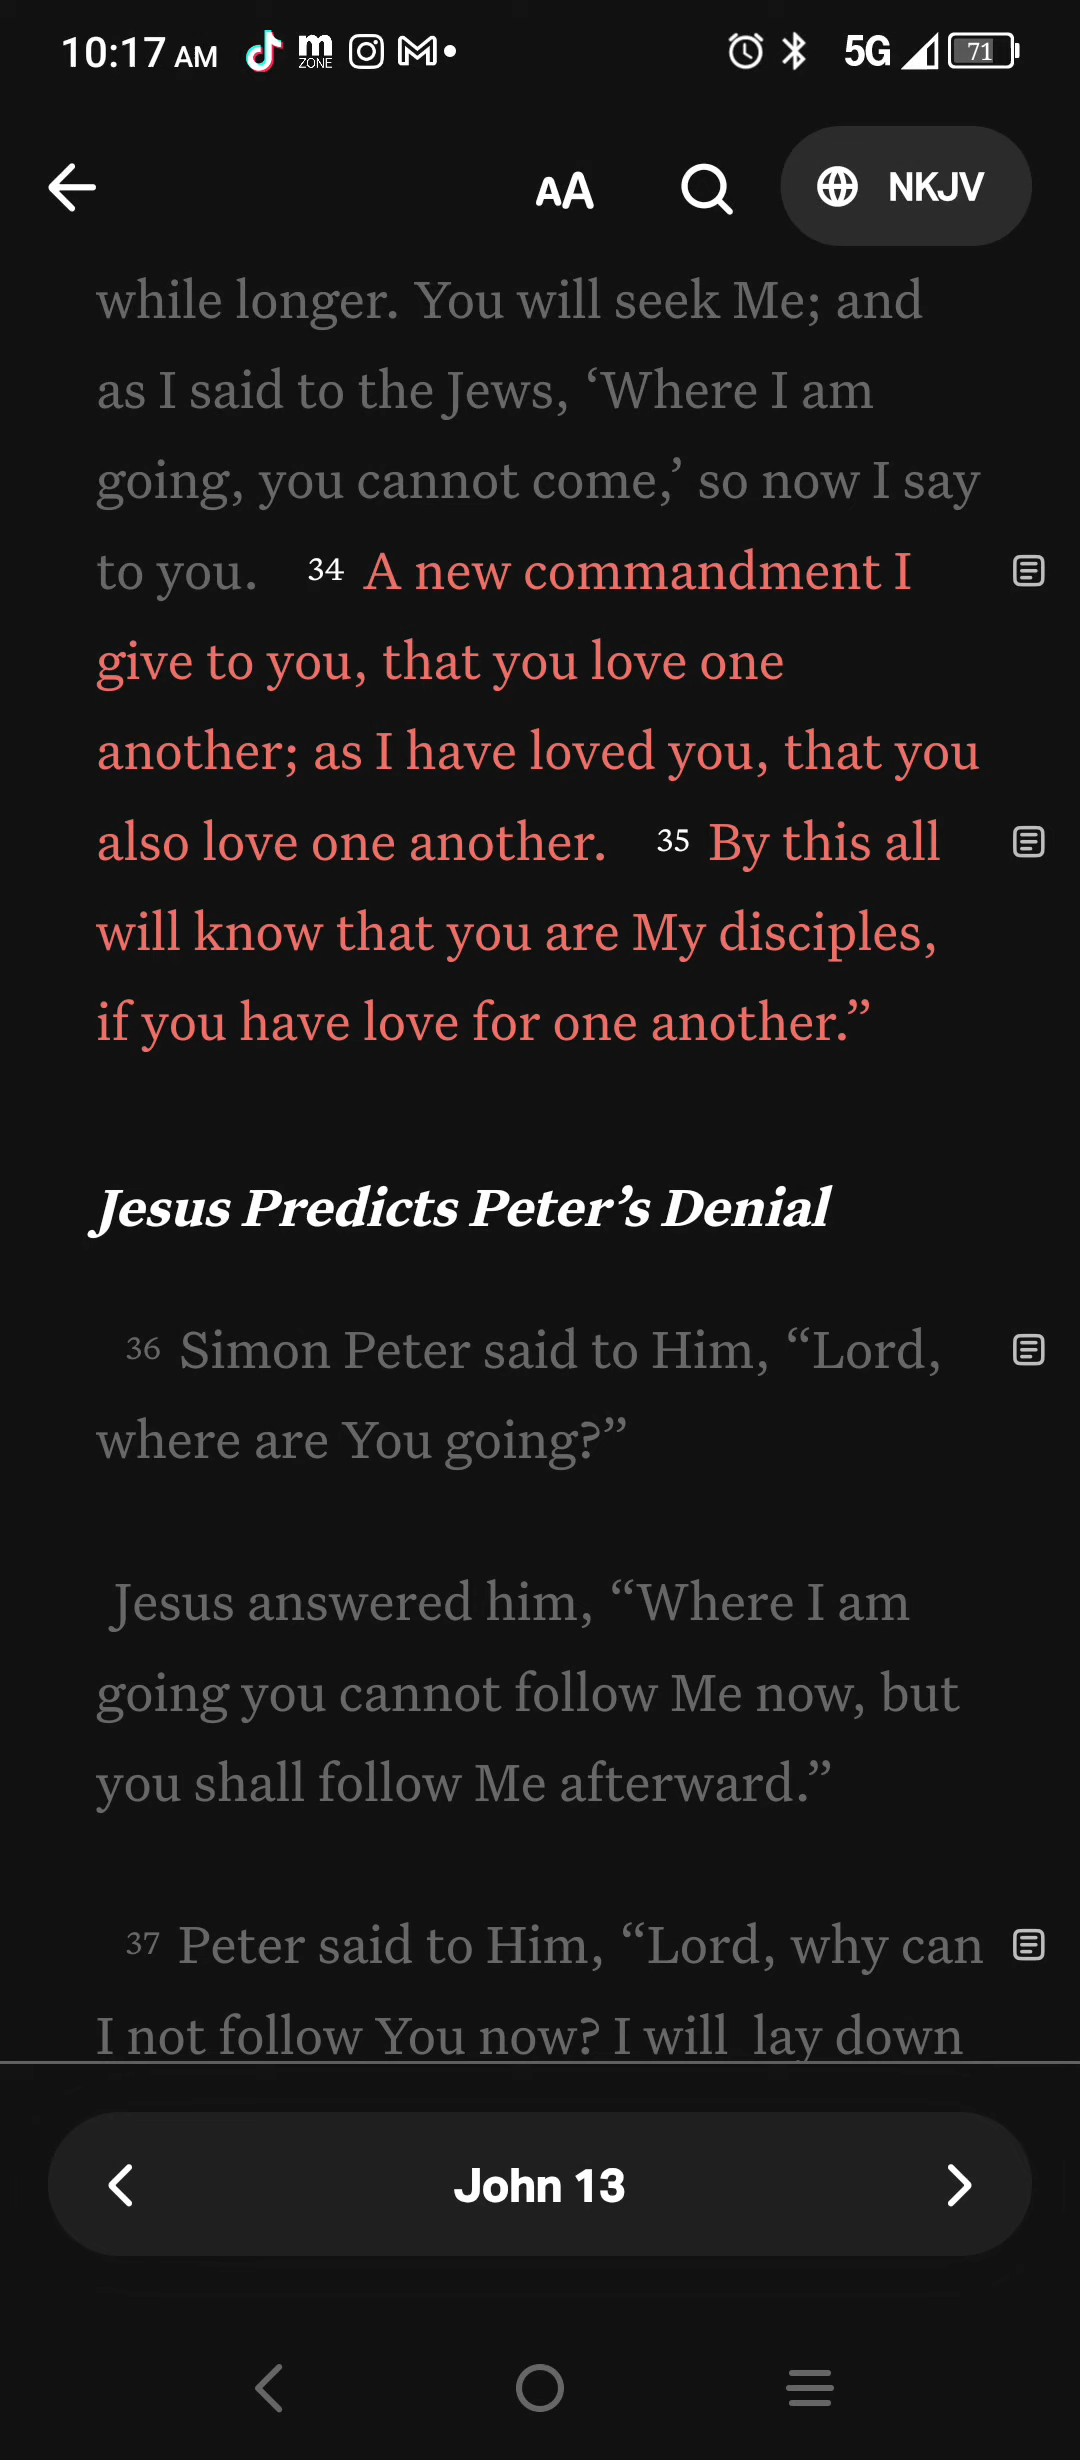 10:17 AM m ZONE 5G 71
AA NKJV
while longer. You will seek Me; and
as I said to the Jews, ‘Where I am
going, you cannot come,’ so now I say
to you. 34 A new commandment I
give to you, that you love one
another; as I have loved you, that you
also love one another. 35 By this all
will know that you are My disciples,
if you have love for one another.”
Jesus Predicts Peter’s Denial
36 Simon Peter said to Him, “Lord,
where are You going?”
Jesus answered him, “Where I am
going you cannot follow Me now, but
you shall follow Me afterward.”
37 Peter said to Him, “Lord, why can
I not follow You now? I will lay down
John 13